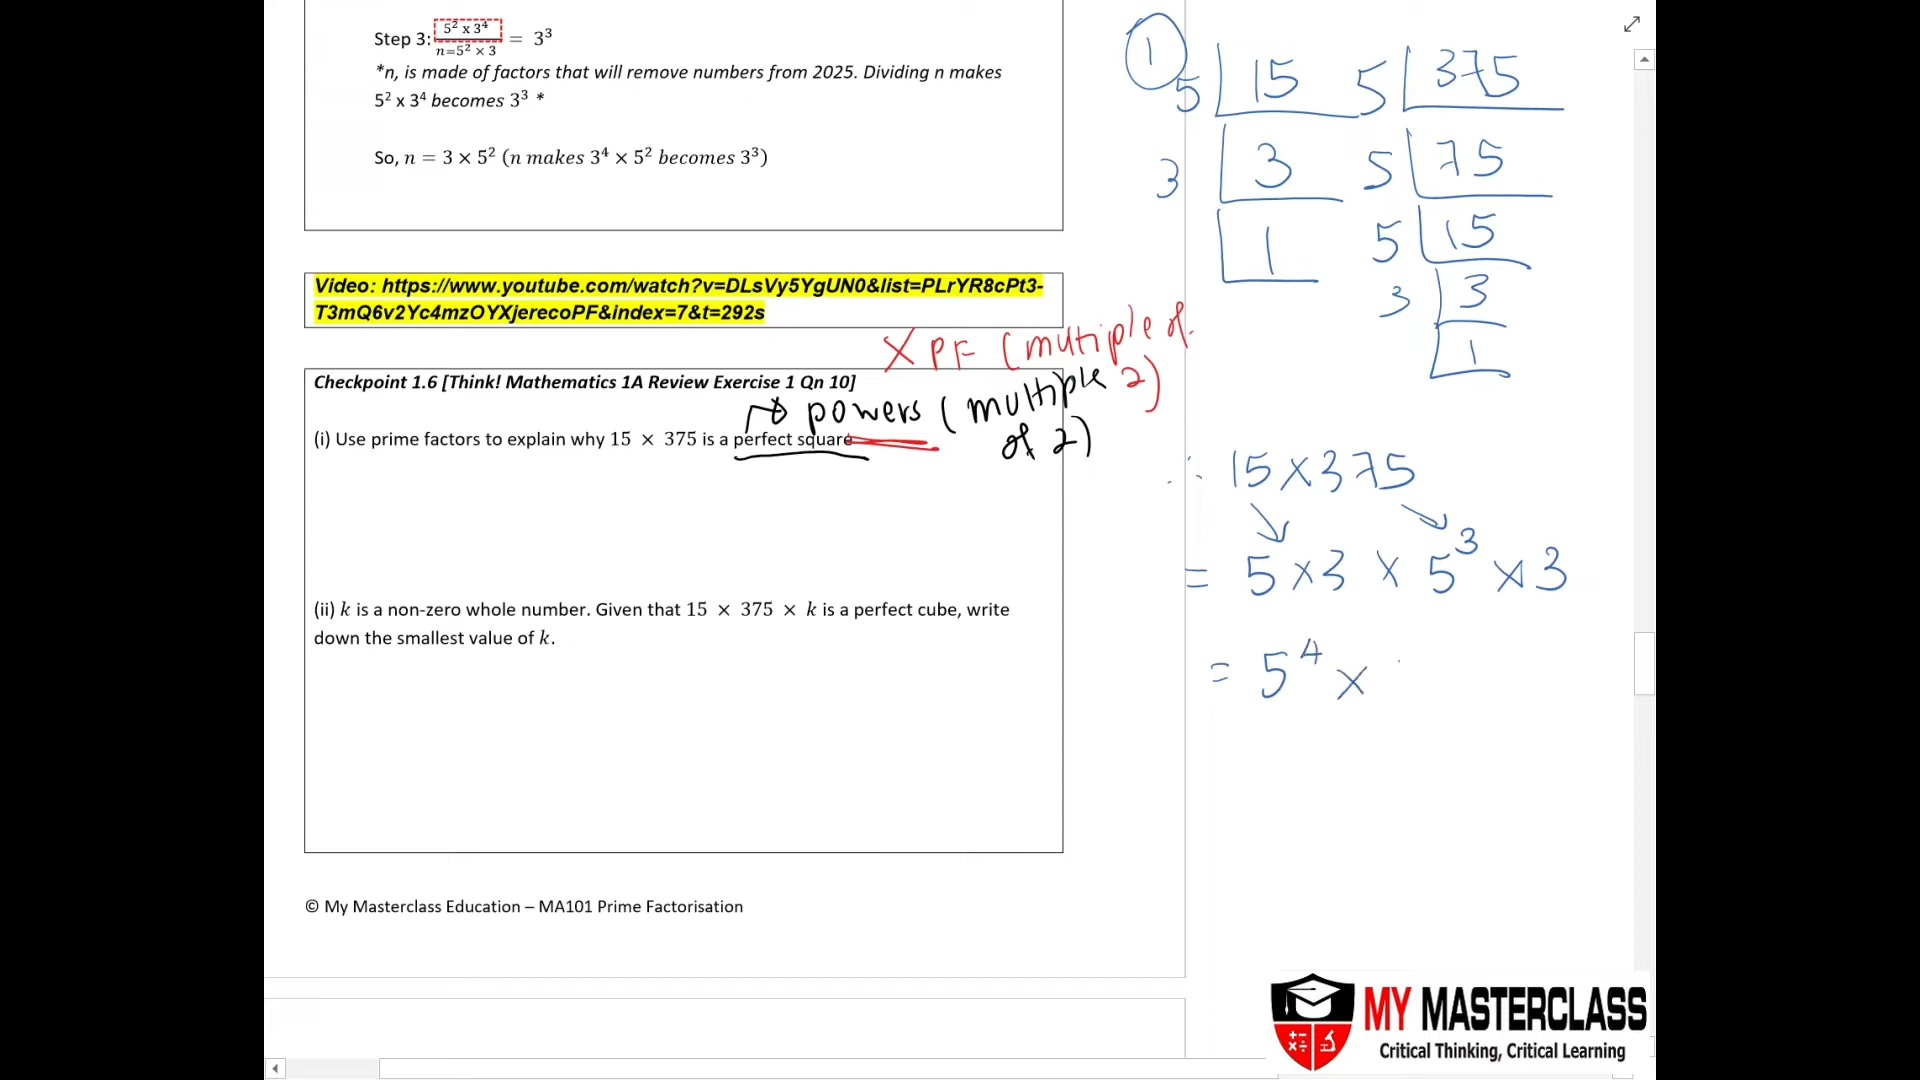 Step 3: 5² x 3⁴ / n=5² × 3 = 3³
*n, is made of factors that will remove numbers from 2025. Dividing n makes
5² x 3⁴ becomes 3³ *
So, n = 3 × 5² (n makes 3⁴ × 5² becomes 3³)
Video: https://www.youtube.com/watch?v=DLsVy5YgUN0&list=PLrYR8cPt3-
T3mQ6v2Yc4mzOYXjerecoPF&index=7&t=292s
X PF (multiple of
2)
Checkpoint 1.6 [Think! Mathematics 1A Review Exercise 1 Qn 10]
powers (multiple
of 2)
(i) Use prime factors to explain why 15 × 375 is a perfect square
(ii) k is a non-zero whole number. Given that 15 × 375 × k is a perfect cube, write
down the smallest value of k.
© My Masterclass Education – MA101 Prime Factorisation
1
5 15
3 3
1
5 375
5 75
5 15
3 3
1
∴ 15 × 375
= 5 × 3 × 5³ × 3
= 5⁴ ×
MY MASTERCLASS
Critical Thinking, Critical Learning